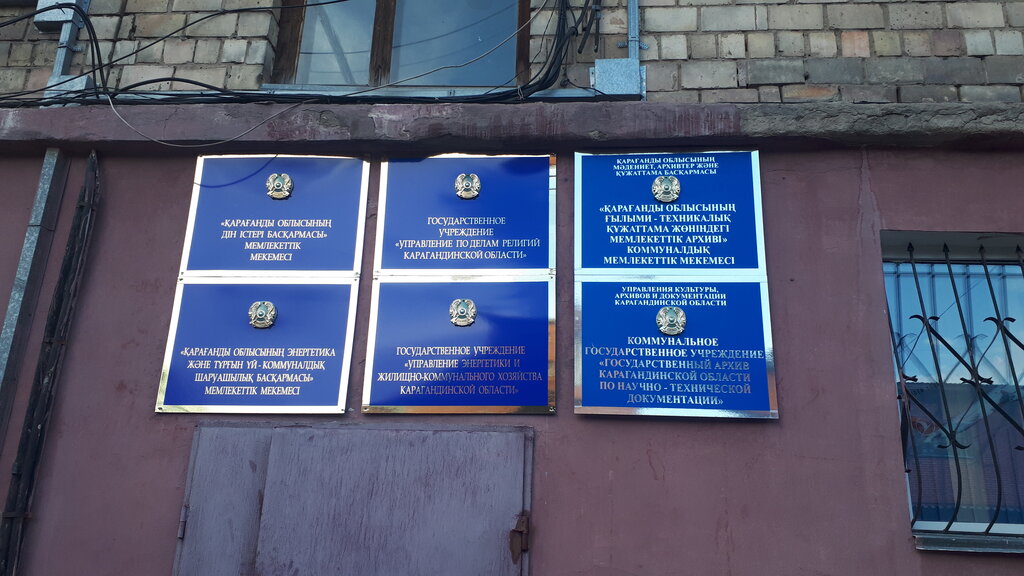 «ҚАРАҒАНДЫ ОБЛЫСЫНЫҢ
ДІН ІСТЕРІ БАСҚАРМАСЫ»
МЕМЛЕКЕТТІК
МЕКЕМЕСІ
ГОСУДАРСТВЕННОЕ
УЧРЕЖДЕНИЕ
«УПРАВЛЕНИЕ ПО ДЕЛАМ РЕЛИГИЙ
КАРАГАНДИНСКОЙ ОБЛАСТИ»
ҚАРАҒАНДЫ ОБЛЫСЫНЫҢ
МӘДЕНИЕТ, АРХИВТЕР ЖӘНЕ
ҚҰЖАТТАМА БАСҚАРМАСЫ
«ҚАРАҒАНДЫ ОБЛЫСЫНЫҢ
ҒЫЛЫМИ - ТЕХНИКАЛЫҚ
ҚҰЖАТТАМА ЖӨНІНДЕГІ
МЕМЛЕКЕТТІК АРХИВІ»
КОММУНАЛДЫҚ
МЕМЛЕКЕТТІК МЕКЕМЕСІ
«ҚАРАҒАНДЫ ОБЛЫСЫНЫҢ ЭНЕРГЕТИКА
ЖӘНЕ ТҰРҒЫН ҮЙ - КОММУНАЛДЫҚ
ШАРУАШЫЛЫҚ БАСҚАРМАСЫ»
МЕМЛЕКЕТТІК МЕКЕМЕСІ
ГОСУДАРСТВЕННОЕ УЧРЕЖДЕНИЕ
«УПРАВЛЕНИЕ ЭНЕРГЕТИКИ И
ЖИЛИЩНО-КОММУНАЛЬНОГО ХОЗЯЙСТВА
КАРАГАНДИНСКОЙ ОБЛАСТИ»
УПРАВЛЕНИЯ КУЛЬТУРЫ,
АРХИВОВ И ДОКУМЕНТАЦИИ
КАРАГАНДИНСКОЙ ОБЛАСТИ
КОММУНАЛЬНОЕ
ГОСУДАРСТВЕННОЕ УЧРЕЖДЕНИЕ
«ГОСУДАРСТВЕННЫЙ АРХИВ
КАРАГАНДИНСКОЙ ОБЛАСТИ
ПО НАУЧНО - ТЕХНИЧЕСКОЙ
ДОКУМЕНТАЦИИ»